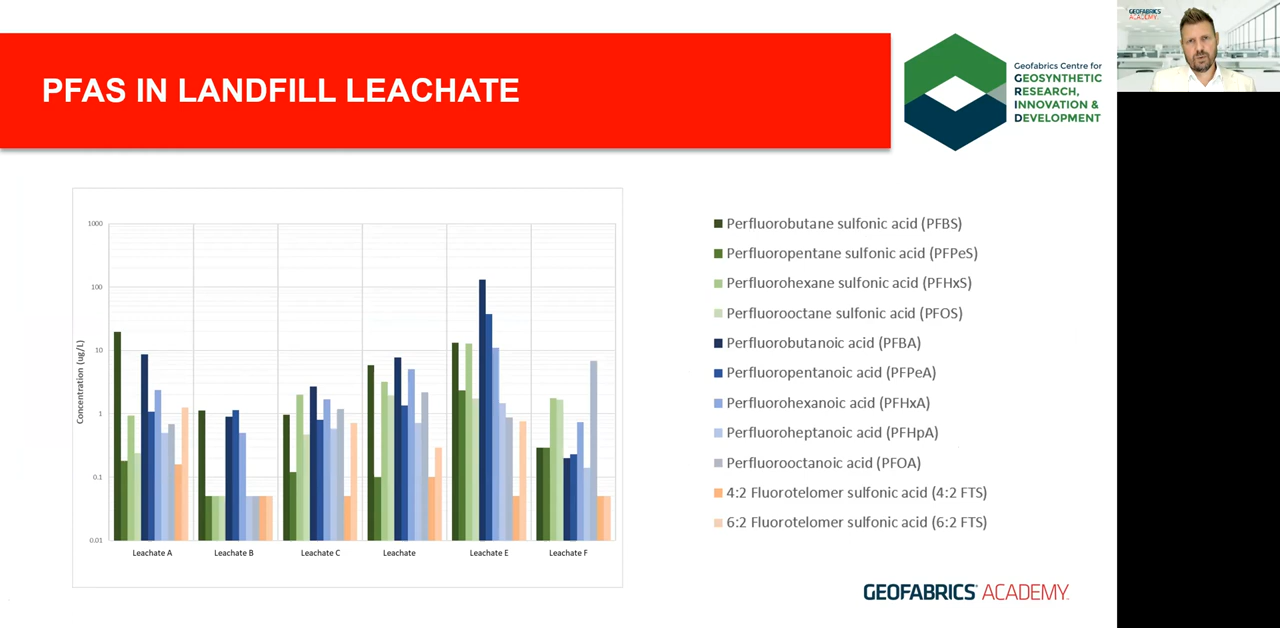 PFAS IN LANDFILL LEACHATE
Geofabrics Centre for
GEOSYNTHETIC
RESEARCH,
INNOVATION &
DEVELOPMENT
GEOFABRICS
ACADEMY
1000
100
10
1
0.1
0.01
Concentration (ug/L)
Leachate A
Leachate B
Leachate C
Leachate
Leachate E
Leachate F
Perfluorobutane sulfonic acid (PFBS)
Perfluoropentane sulfonic acid (PFPeS)
Perfluorohexane sulfonic acid (PFHxS)
Perfluorooctane sulfonic acid (PFOS)
Perfluorobutanoic acid (PFBA)
Perfluoropentanoic acid (PFPeA)
Perfluorohexanoic acid (PFHxA)
Perfluoroheptanoic acid (PFHpA)
Perfluorooctanoic acid (PFOA)
4:2 Fluorotelomer sulfonic acid (4:2 FTS)
6:2 Fluorotelomer sulfonic acid (6:2 FTS)
GEOFABRICS ACADEMY